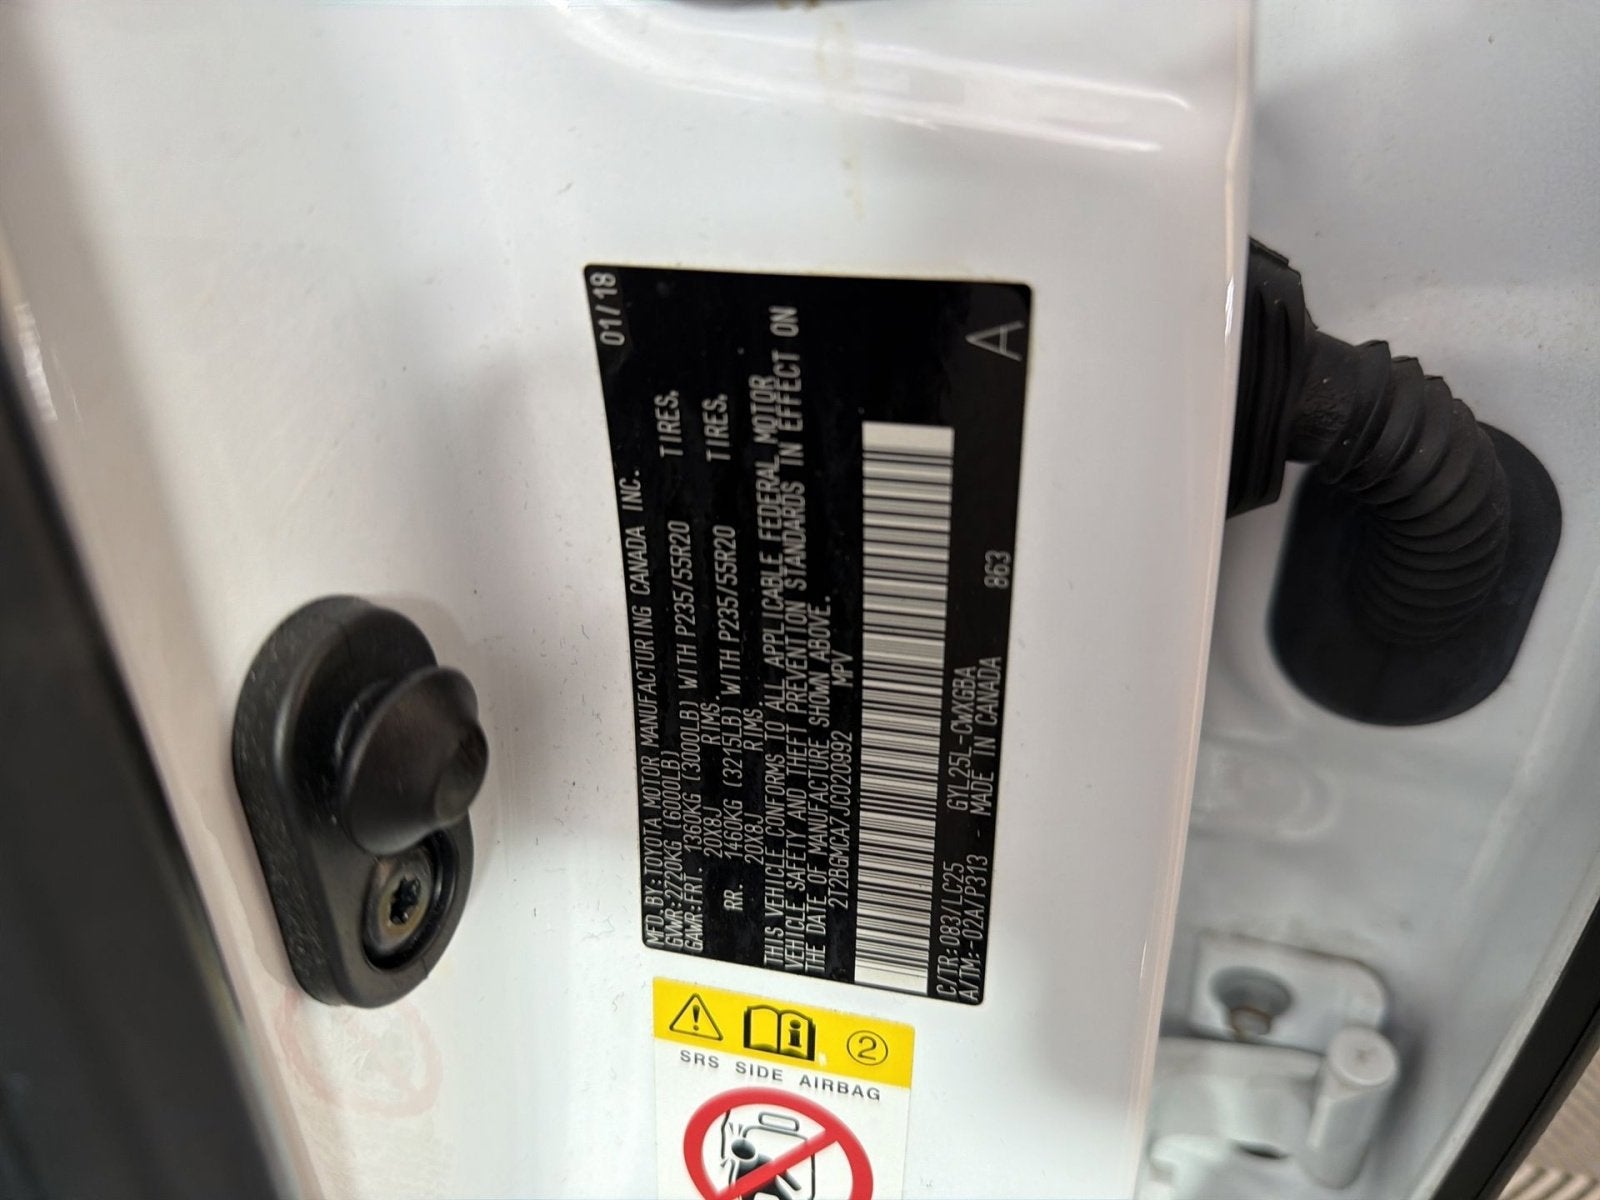 MFD.BY:TOYOTA MOTOR MANUFACTURING CANADA INC. 01/18
GVWR:2720KG(6000LB)
GAWR:FRT. 1360KG(3000LB) WITH P235/55R20 TIRES.
20X8J RIMS.
RR. 1460KG(3215LB) WITH P235/55R20 TIRES.
20X8J RIMS.
THIS VEHICLE CONFORMS TO ALL APPLICABLE FEDERAL MOTOR
VEHICLE SAFETY AND THEFT PREVENTION STANDARDS IN EFFECT ON
THE DATE OF MANUFACTURE SHOWN ABOVE.
2T2BGMCA7JC020992 MPV
C/TR:083/LC25 GYL25L-CWXGBA
A/TM:-02A/P313 - MADE IN CANADA 863
A
2
SRS SIDE AIRBAG